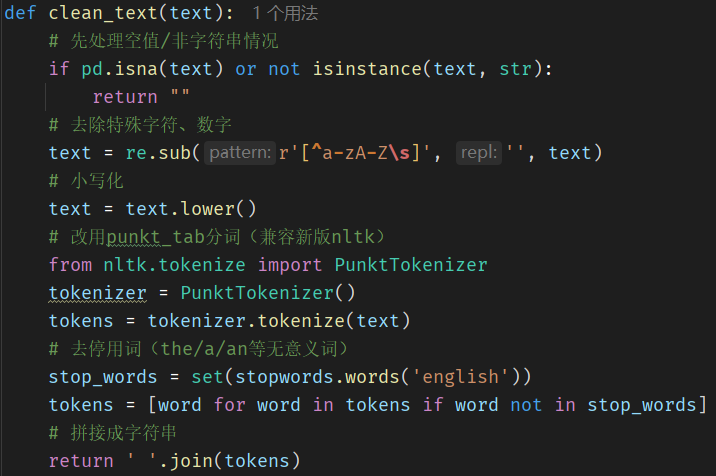 def clean_text(text):  1 个用法
    # 先处理空值/非字符串情况
    if pd.isna(text) or not isinstance(text, str):
        return ""
    # 去除特殊字符、数字
    text = re.sub( pattern: r'[^a-zA-Z\s]',  repl: '', text)
    # 小写化
    text = text.lower()
    # 改用punkt_tab分词（兼容新版nltk）
    from nltk.tokenize import PunktTokenizer
    tokenizer = PunktTokenizer()
    tokens = tokenizer.tokenize(text)
    # 去停用词（the/a/an等无意义词）
    stop_words = set(stopwords.words('english'))
    tokens = [word for word in tokens if word not in stop_words]
    # 拼接成字符串
    return ' '.join(tokens)